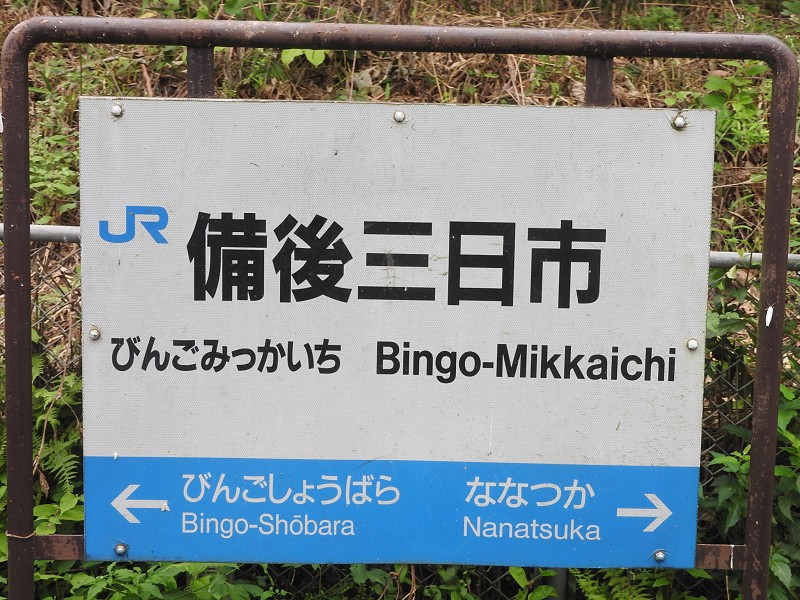 JR 備後三日市
びんごみっかいち Bingo-Mikkaichi
← びんごしょうばら ななつか →
Bingo-Shōbara Nanatsuka